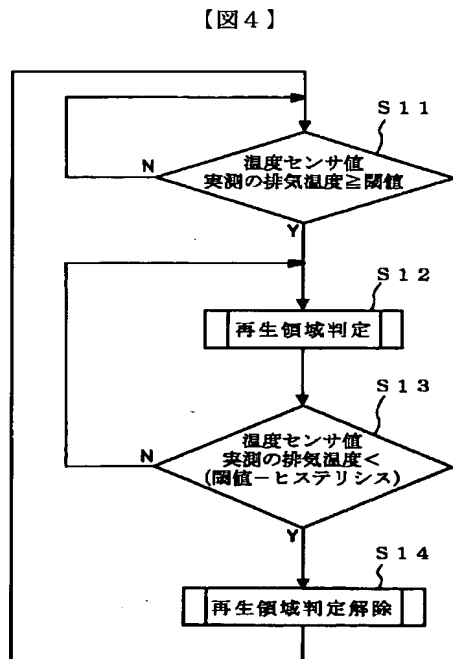 【図4】
S11
温度センサ値
実測の排気温度≧閾値
N
Y
S12
再生領域判定
S13
温度センサ値
実測の排気温度<
(閾値-ヒステリシス)
N
Y
S14
再生領域判定解除